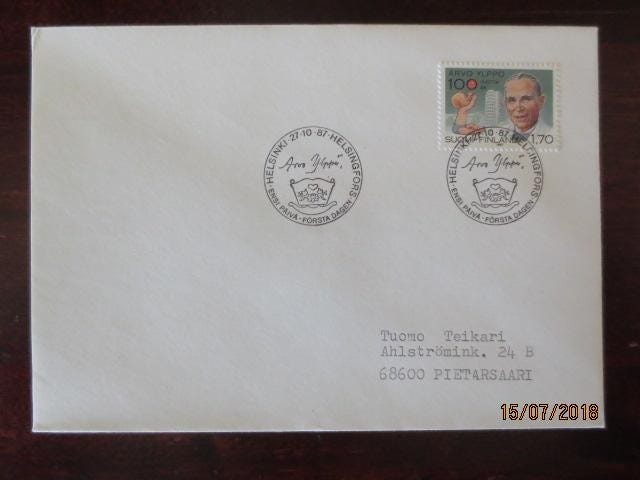 ARVO YLPPÖ
100
SUOMI FINLAND 1.70
HELSINKI-27·10·87-HELSINGFORS
Arvo Ylppö.
ENSI PÄIVÄ-FÖRSTA DAGEN
HELSINKI-27·10·87-HELSINGFORS
Arvo Ylppö.
ENSI PÄIVÄ-FÖRSTA DAGEN
Tuomo Teikari
Ahlströmink. 24 B
68600 PIETARSAARI
15/07/2018